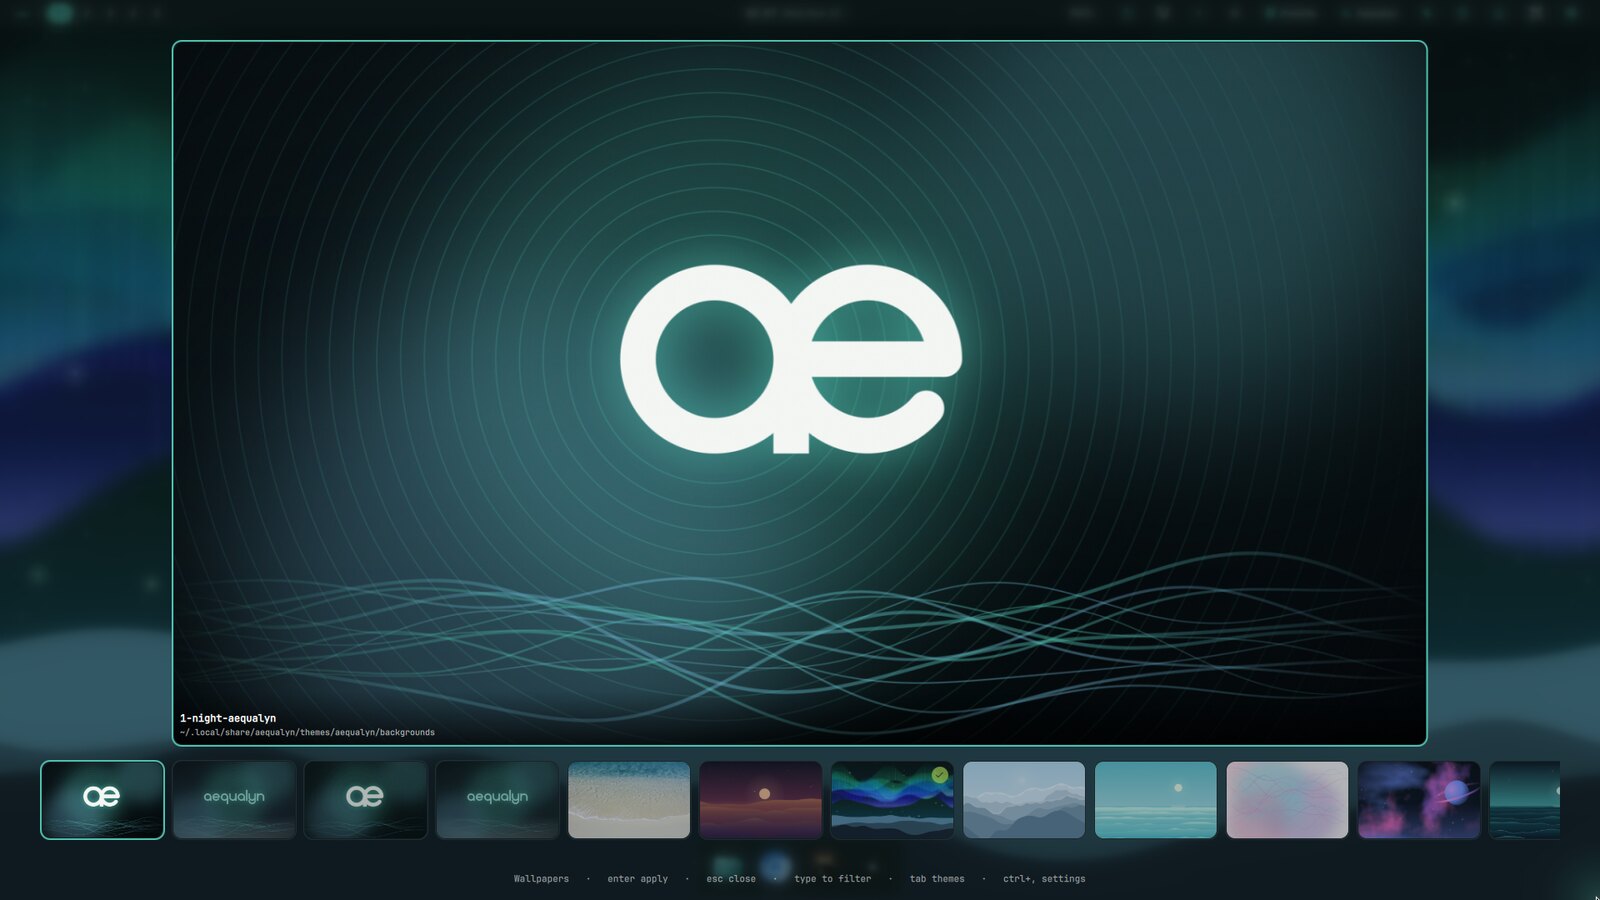 æ
1-night-aequalyn
~/.local/share/aequalyn/themes/aequalyn/backgrounds
æ
aequalyn
æ
aequalyn
Wallpapers · enter apply · esc close · type to filter · tab themes · ctrl+, settings